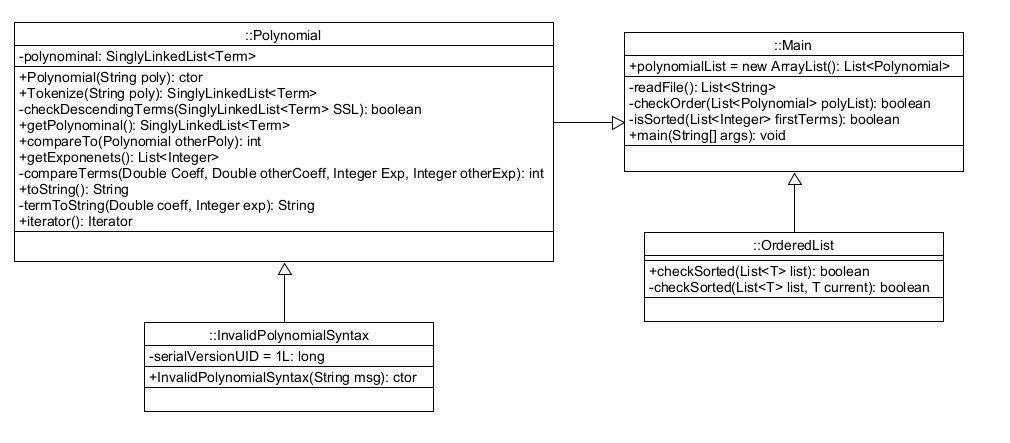 ::Polynomial
-polynominal: SinglyLinkedList<Term>
+Polynomial(String poly): ctor
+Tokenize(String poly): SinglyLinkedList<Term>
-checkDescendingTerms(SinglyLinkedList<Term> SSL): boolean
+getPolynominal(): SinglyLinkedList<Term>
+compareTo(Polynomial otherPoly): int
+getExponenets(): List<Integer>
-compareTerms(Double Coeff, Double otherCoeff, Integer Exp, Integer otherExp): int
+toString(): String
-termToString(Double coeff, Integer exp): String
+iterator(): Iterator
::Main
+polynomialList = new ArrayList(): List<Polynomial>
-readFile(): List<String>
-checkOrder(List<Polynomial> polyList): boolean
-isSorted(List<Integer> firstTerms): boolean
+main(String[] args): void
::OrderedList
+checkSorted(List<T> list): boolean
-checkSorted(List<T> list, T current): boolean
::InvalidPolynomialSyntax
-serialVersionUID = 1L: long
+InvalidPolynomialSyntax(String msg): ctor